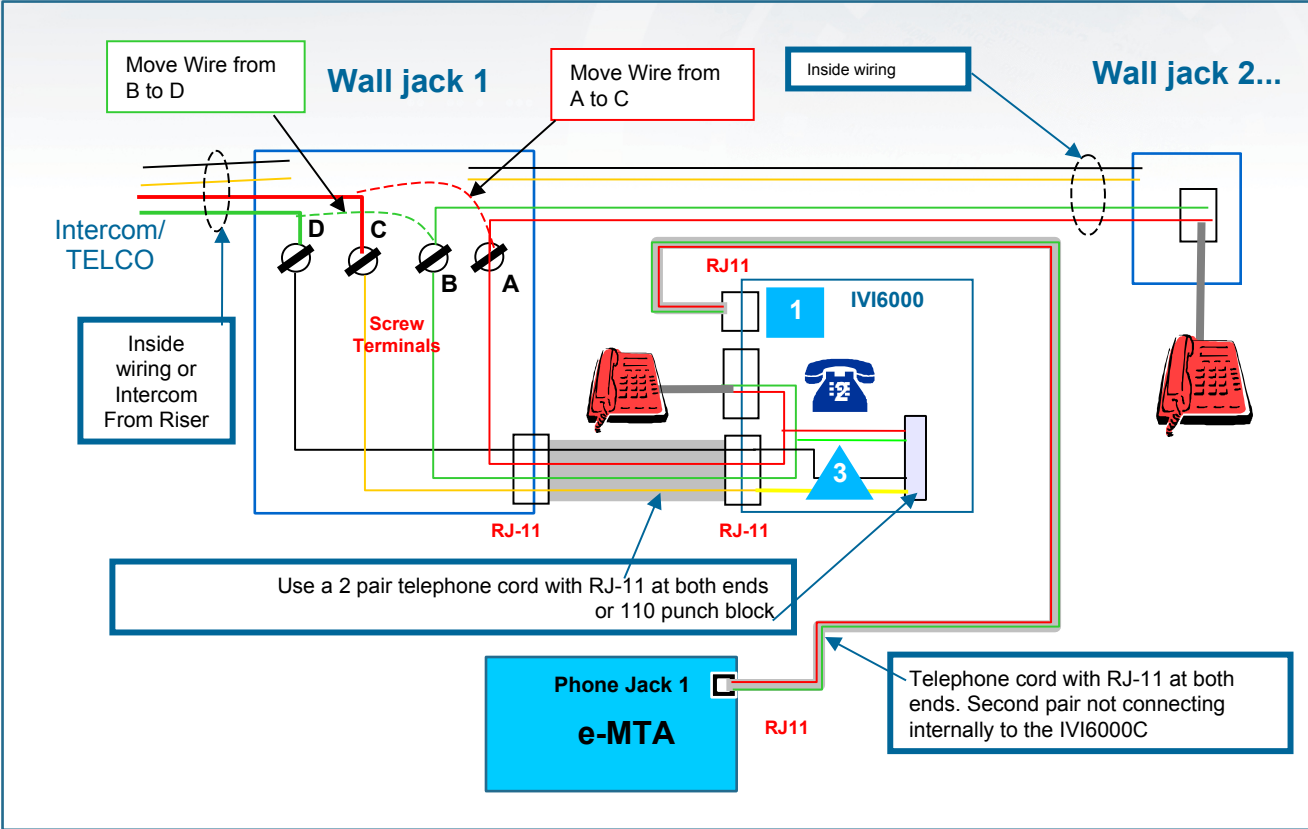 Move Wire from
B to D
Wall jack 1
Move Wire from
A to C
Inside wiring
Wall jack 2...
Intercom/
TELCO
D
C
B
A
Screw
Terminals
Inside
wiring or
Intercom
From Riser
RJ11
1
IVI6000
2
3
RJ-11
RJ-11
Use a 2 pair telephone cord with RJ-11 at both ends
or 110 punch block
Phone Jack 1
e-MTA
RJ11
Telephone cord with RJ-11 at both
ends. Second pair not connecting
internally to the IVI6000C